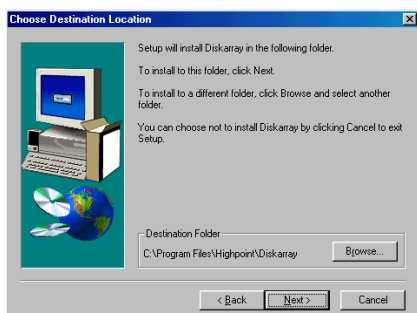 Choose Destination Location
Setup will install Diskarray in the following folder.
To install to this folder, click Next.
To install to a different folder, click Browse and select another
folder.
You can choose not to install Diskarray by clicking Cancel to exit
Setup.
Destination Folder
C:\Program Files\Highpoint\Diskarray
Browse...
< Back
Next >
Cancel